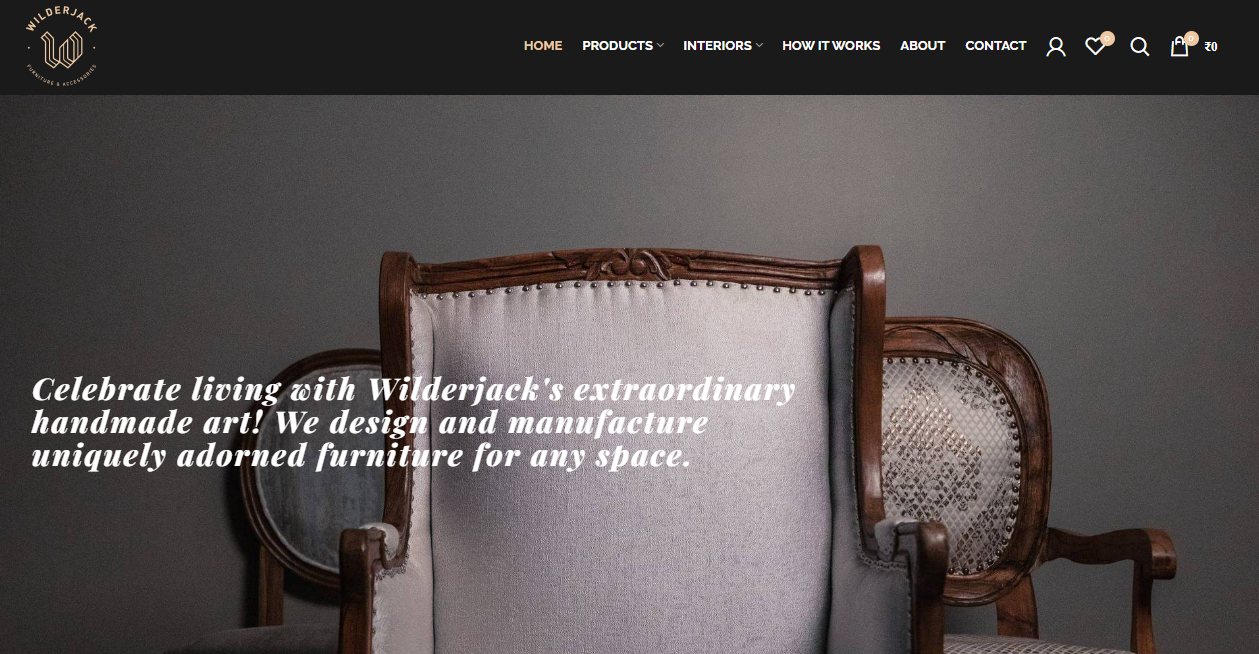 WILDERJACK
W
FURNITURE & ACCESSORIES
HOME PRODUCTS INTERIORS HOW IT WORKS ABOUT CONTACT 0 0 ₹0
Celebrate living with Wilderjack's extraordinary
handmade art! We design and manufacture
uniquely adorned furniture for any space.